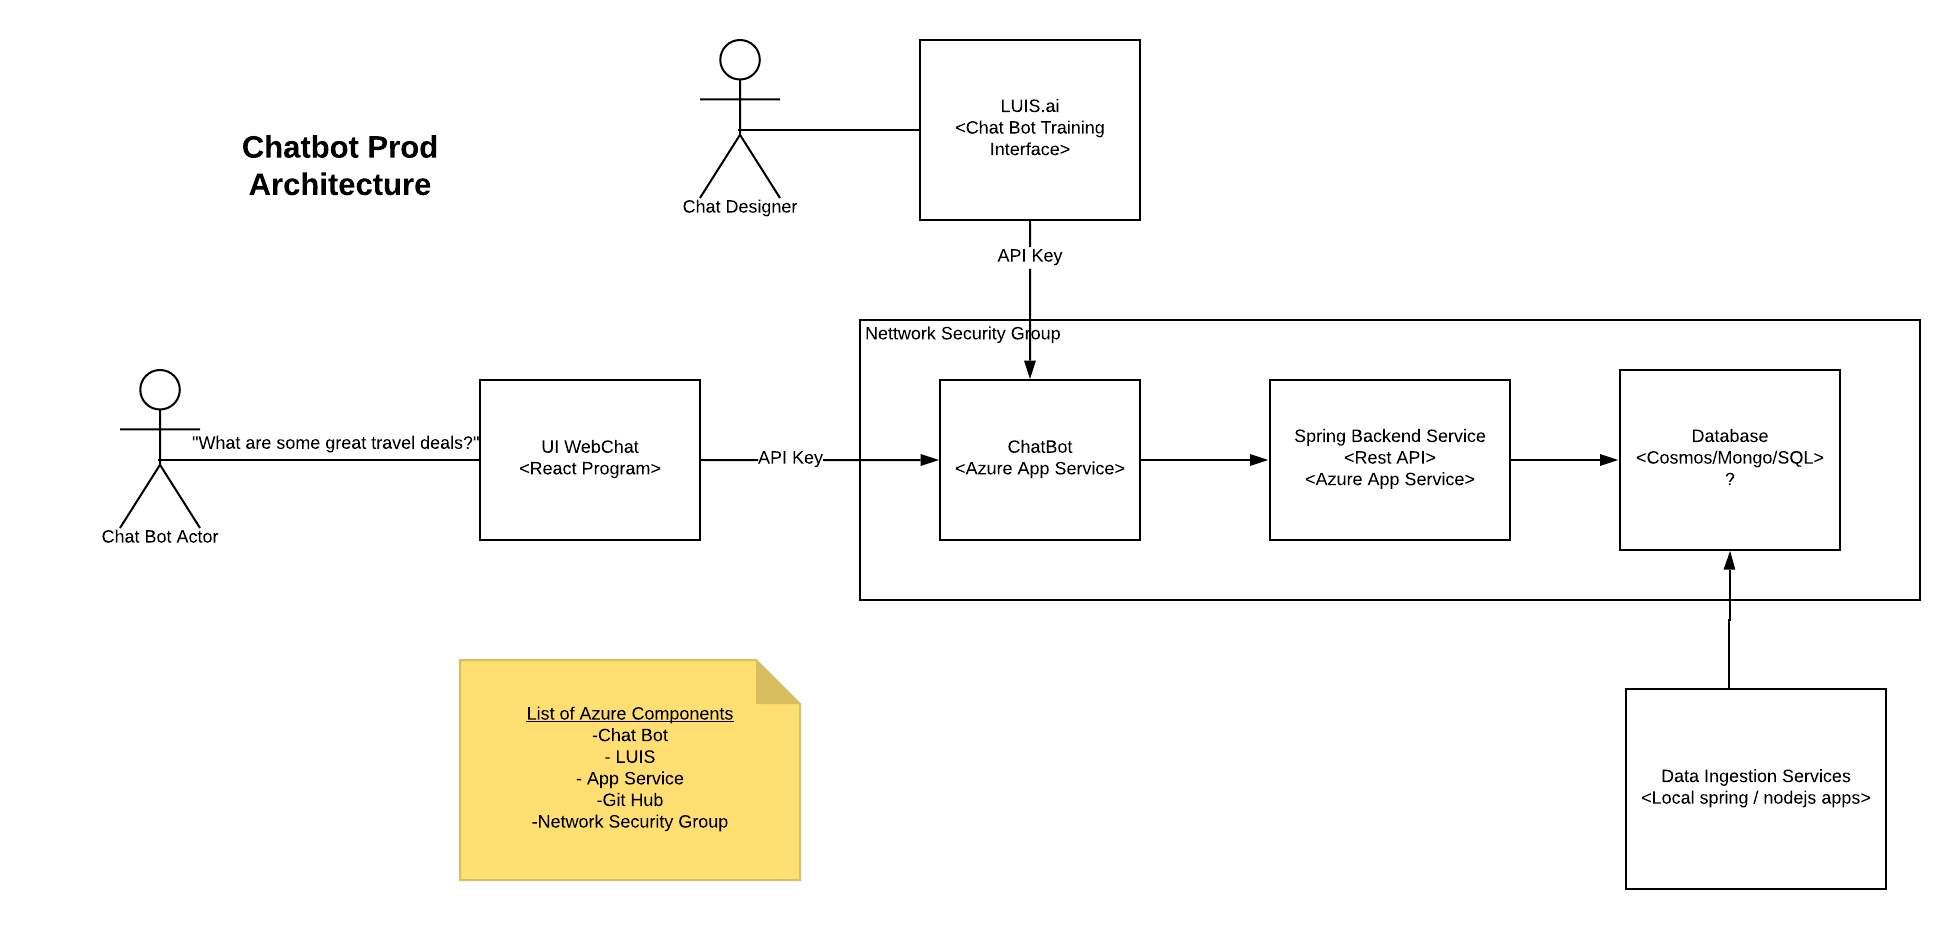 Chatbot Prod
Architecture
Chat Designer
LUIS.ai
<Chat Bot Training
Interface>
API Key
Nettwork Security Group
Chat Bot Actor
"What are some great travel deals?"
UI WebChat
<React Program>
API Key
ChatBot
<Azure App Service>
Spring Backend Service
<Rest API>
<Azure App Service>
Database
<Cosmos/Mongo/SQL>
?
List of Azure Components
-Chat Bot
- LUIS
- App Service
-Git Hub
-Network Security Group
Data Ingestion Services
<Local spring / nodejs apps>